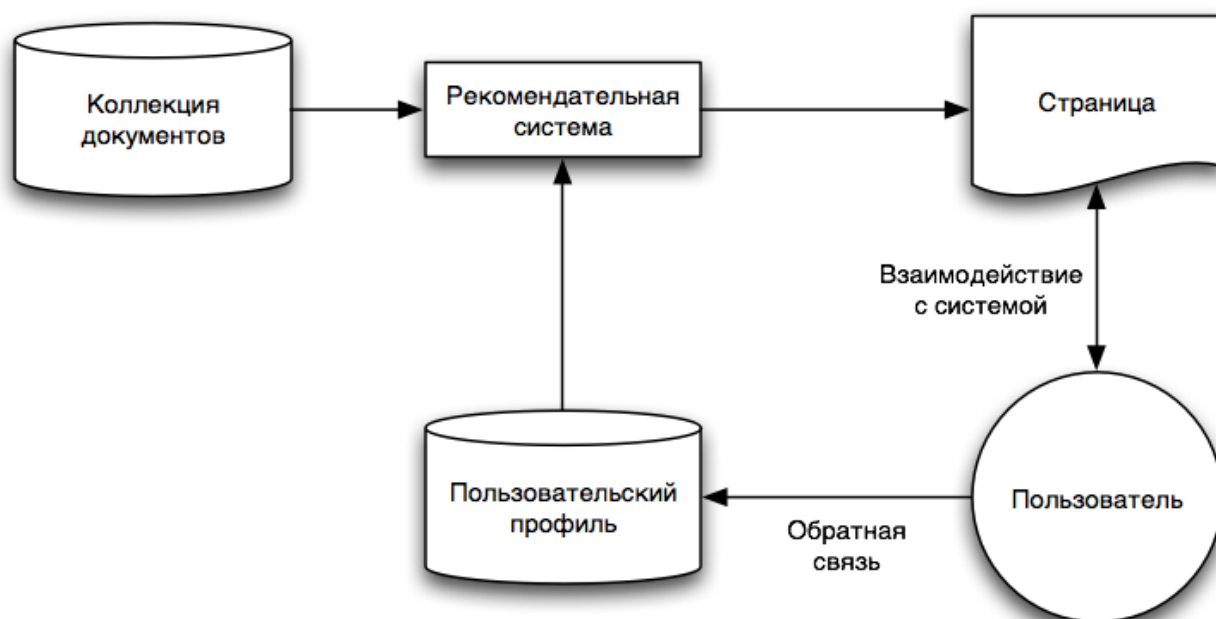 Коллекция
документов
Рекомендательная
система
Страница
Взаимодействие
с системой
Пользовательский
профиль
Обратная
связь
Пользователь